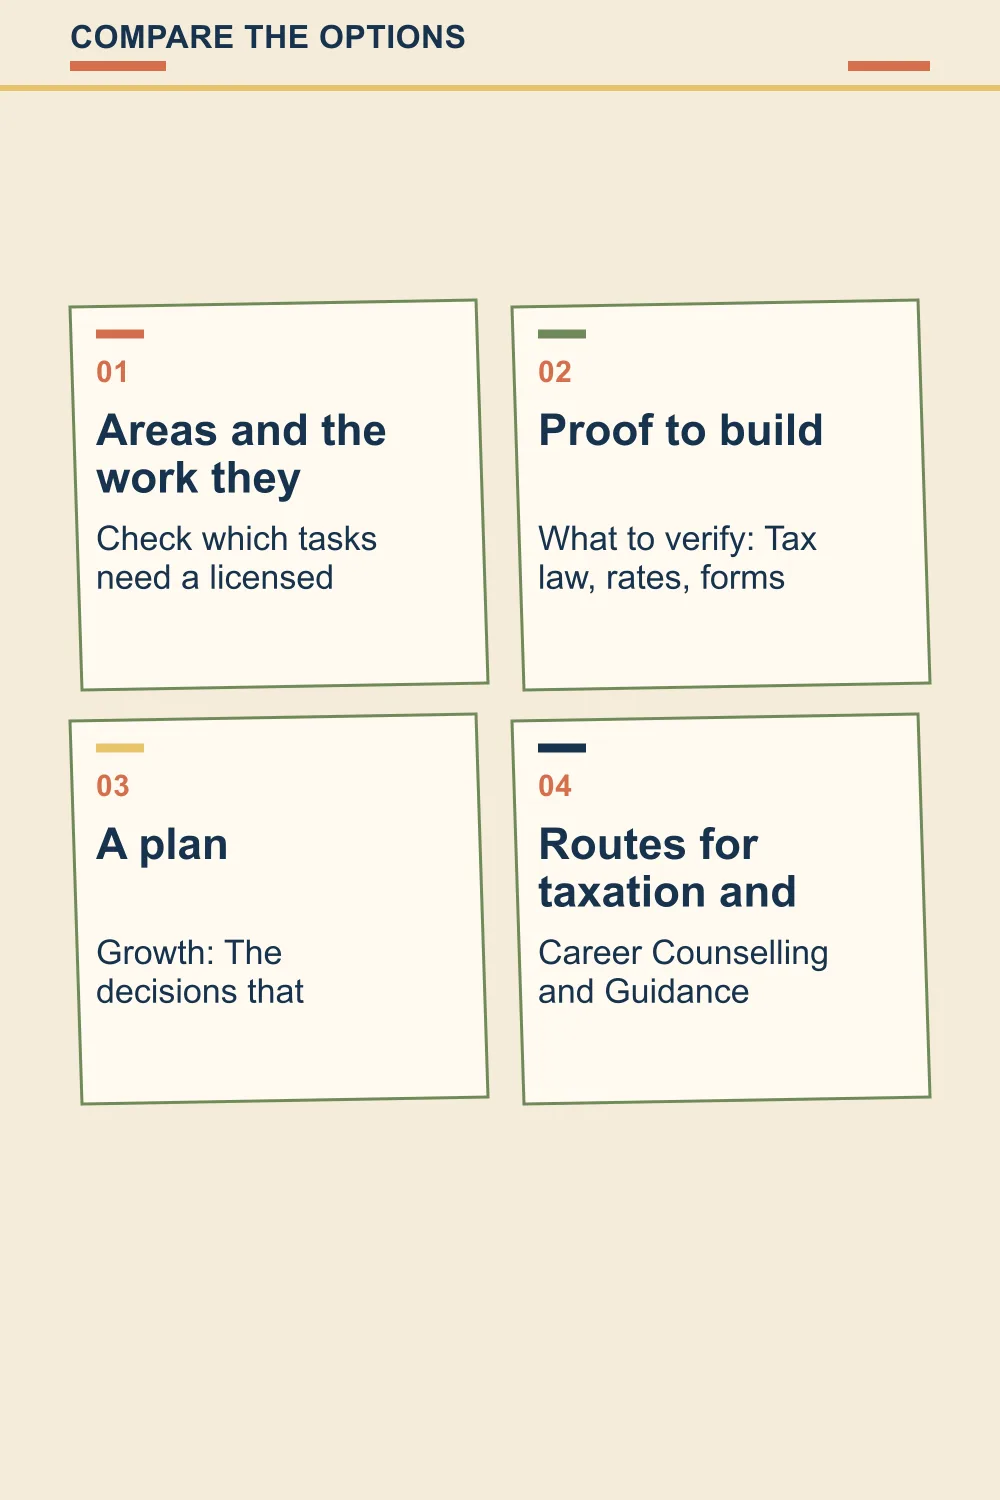 COMPARE THE OPTIONS
01
Areas and the
work they
Check which tasks
need a licensed
02
Proof to build
What to verify: Tax
law, rates, forms
03
A plan
Growth: The
decisions that
04
Routes for
taxation and
Career Counselling
and Guidance